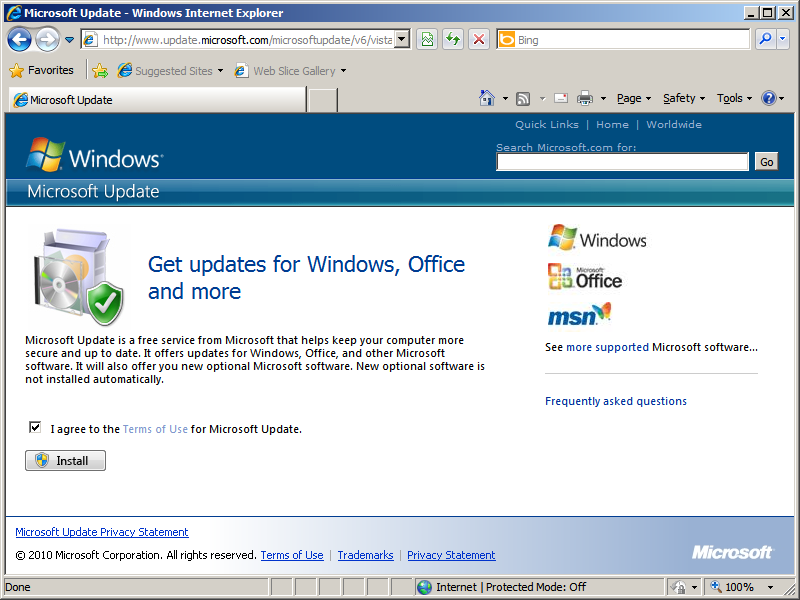 Microsoft Update - Windows Internet Explorer
http://www.update.microsoft.com/microsoftupdate/v6/vista
Bing
Favorites
Suggested Sites
Web Slice Gallery
Microsoft Update
Page
Safety
Tools
Quick Links | Home | Worldwide
Windows
Search Microsoft.com for:
Go
Microsoft Update
Get updates for Windows, Office
and more
Microsoft Update is a free service from Microsoft that helps keep your computer more
secure and up to date. It offers updates for Windows, Office, and other Microsoft
software. It will also offer you new optional Microsoft software. New optional software is
not installed automatically.
I agree to the Terms of Use for Microsoft Update.
Install
Windows
Microsoft
Office
msn
See more supported Microsoft software...
Frequently asked questions
Microsoft Update Privacy Statement
© 2010 Microsoft Corporation. All rights reserved. Terms of Use | Trademarks | Privacy Statement
Microsoft
Done
Internet | Protected Mode: Off
100%